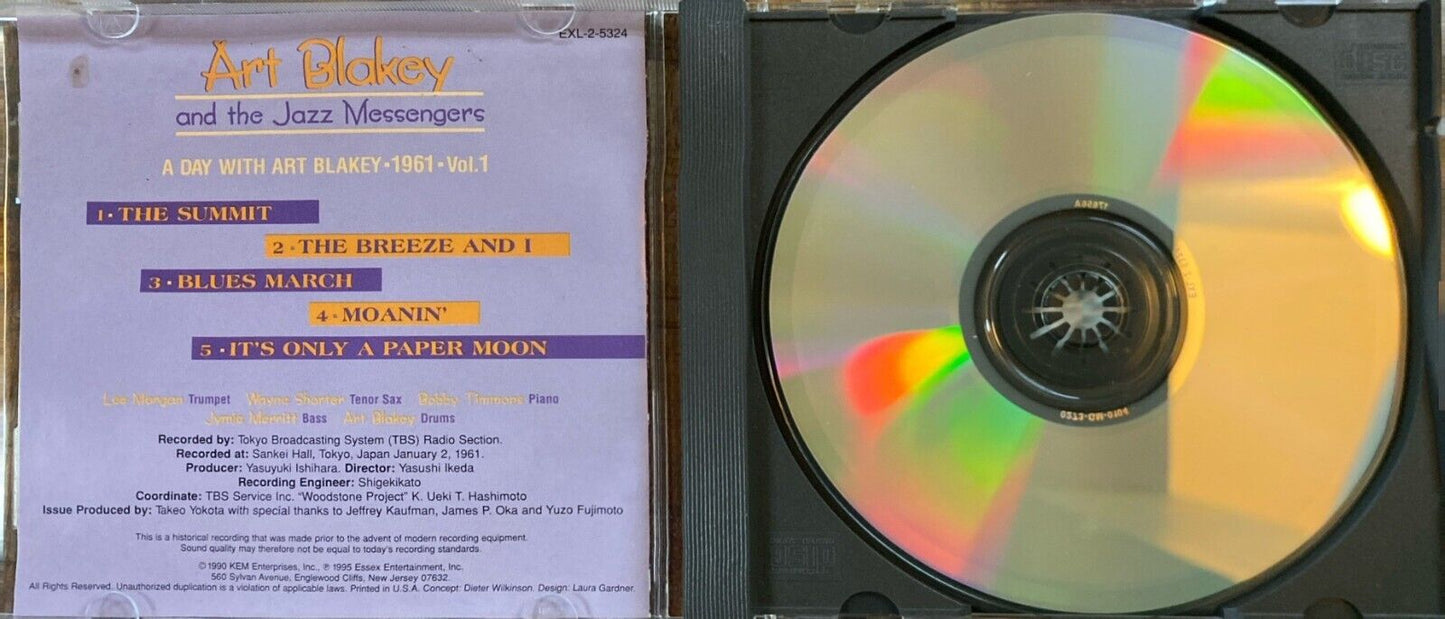 EXL-2-5324
Art Blakey
and the Jazz Messengers
A DAY WITH ART BLAKEY•1961•Vol.1
1•THE SUMMIT
2•THE BREEZE AND I
3•BLUES MARCH
4•MOANIN'
5•IT'S ONLY A PAPER MOON
Lee Morgan Trumpet Wayne Shorter Tenor Sax Bobby Timmons Piano
Jymie Merritt Bass Art Blakey Drums
Recorded by: Tokyo Broadcasting System (TBS) Radio Section.
Recorded at: Sankei Hall, Tokyo, Japan January 2, 1961.
Producer: Yasuyuki Ishihara. Director: Yasushi Ikeda
Recording Engineer: Shigekikato
Coordinate: TBS Service Inc. "Woodstone Project" K. Ueki T. Hashimoto
Issue Produced by: Takeo Yokota with special thanks to Jeffrey Kaufman, James P. Oka and Yuzo Fujimoto
This is a historical recording that was made prior to the advent of modern recording equipment.
Sound quality may therefore not be equal to today's recording standards.
© 1990 KEM Enterprises, Inc., ℗ 1995 Essex Entertainment, Inc.
560 Sylvan Avenue, Englewood Cliffs, New Jersey 07632.
All Rights Reserved. Unauthorized duplication is a violation of applicable laws. Printed in U.S.A. Concept: Dieter Wilkinson. Design: Laura Gardner.
17656A